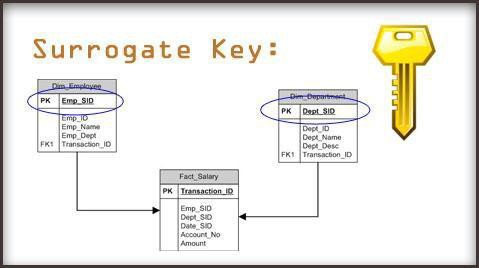 Surrogate Key:
Dim_Employee
PK Emp_SID
Emp_ID
Emp_Name
Emp_Dept
FK1 Transaction_ID
Dim_Department
PK Dept_SID
Dept_ID
Dept_Name
Dept_Desc
FK1 Transaction_ID
Fact_Salary
PK Transaction_ID
Emp_SID
Dept_SID
Date_SID
Account_No
Amount